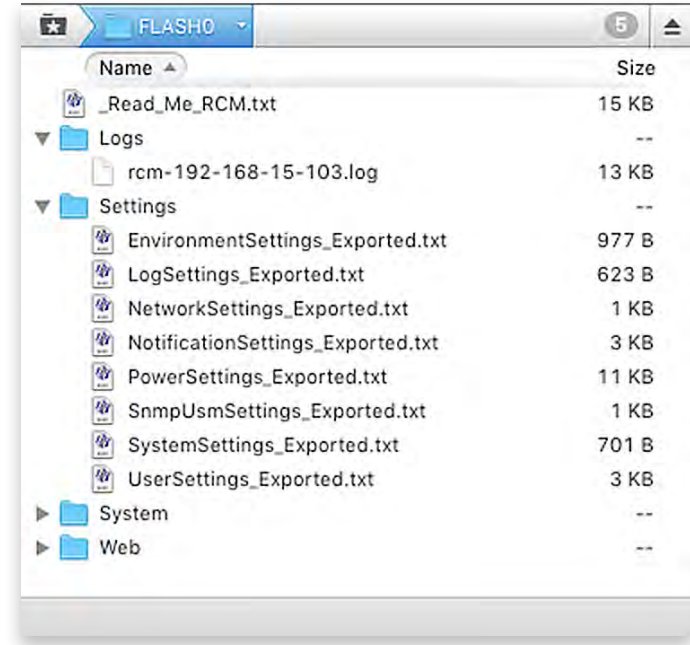 FLASH0 5
Name Size
_Read_Me_RCM.txt 15 KB
Logs --
rcm-192-168-15-103.log 13 KB
Settings --
EnvironmentSettings_Exported.txt 977 B
LogSettings_Exported.txt 623 B
NetworkSettings_Exported.txt 1 KB
NotificationSettings_Exported.txt 3 KB
PowerSettings_Exported.txt 11 KB
SnmpUsmSettings_Exported.txt 1 KB
SystemSettings_Exported.txt 701 B
UserSettings_Exported.txt 3 KB
System --
Web --